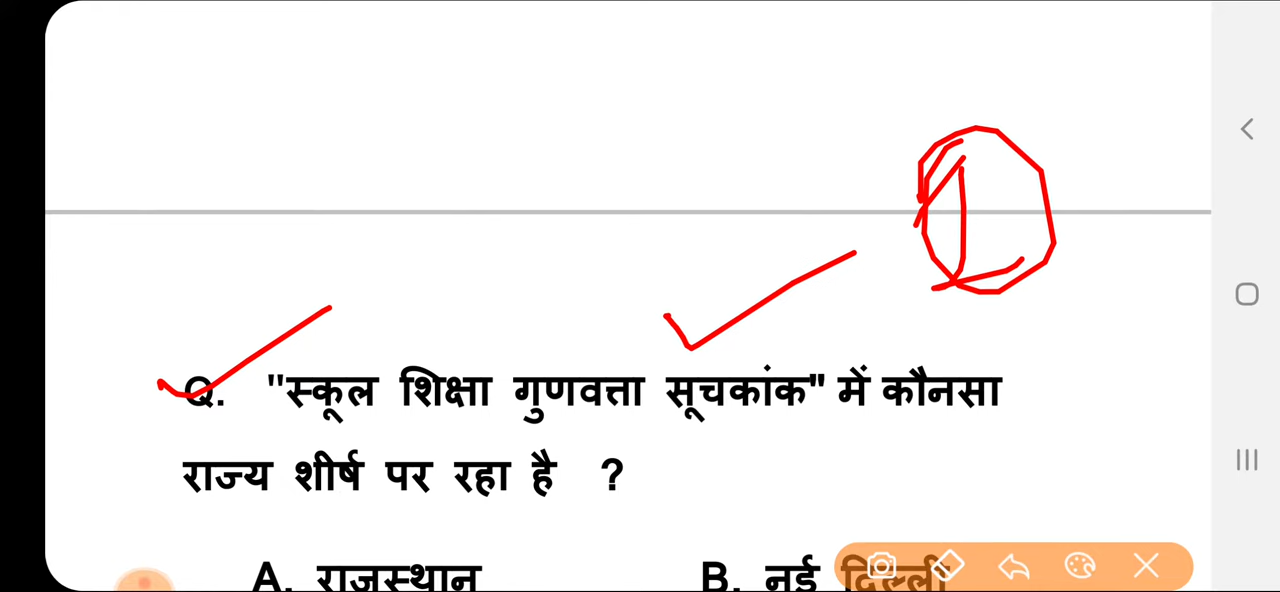 Q. "स्कूल शिक्षा गुणवत्ता सूचकांक" में कौनसा
राज्य शीर्ष पर रहा है ?
A. राजस्थान B. नई दिल्ली